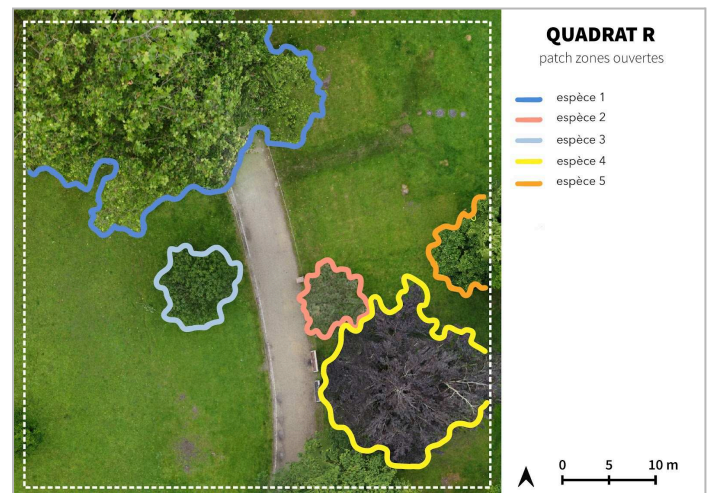 QUADRAT R
patch zones ouvertes
espèce 1
espèce 2
espèce 3
espèce 4
espèce 5
0 5 10 m